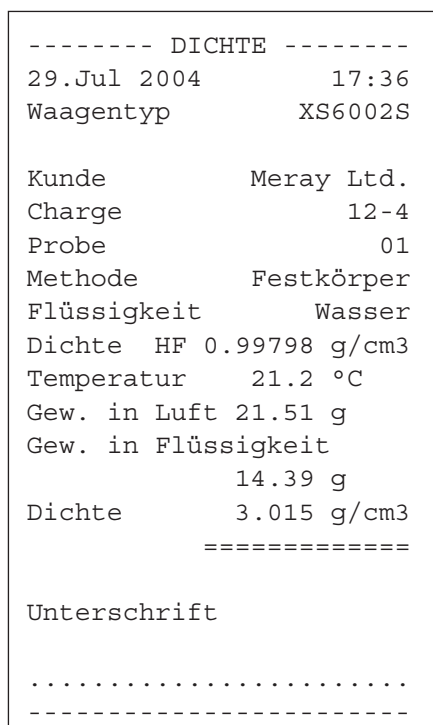 -------- DICHTE --------
29.Jul 2004        17:36
Waagentyp        XS6002S
Kunde        Meray Ltd.
Charge        12-4
Probe        01
Methode        Festkörper
Flüssigkeit        Wasser
Dichte  HF 0.99798 g/cm3
Temperatur    21.2 °C
Gew. in Luft 21.51 g
Gew. in Flüssigkeit
14.39 g
Dichte        3.015 g/cm3
=============
Unterschrift
........................
------------------------